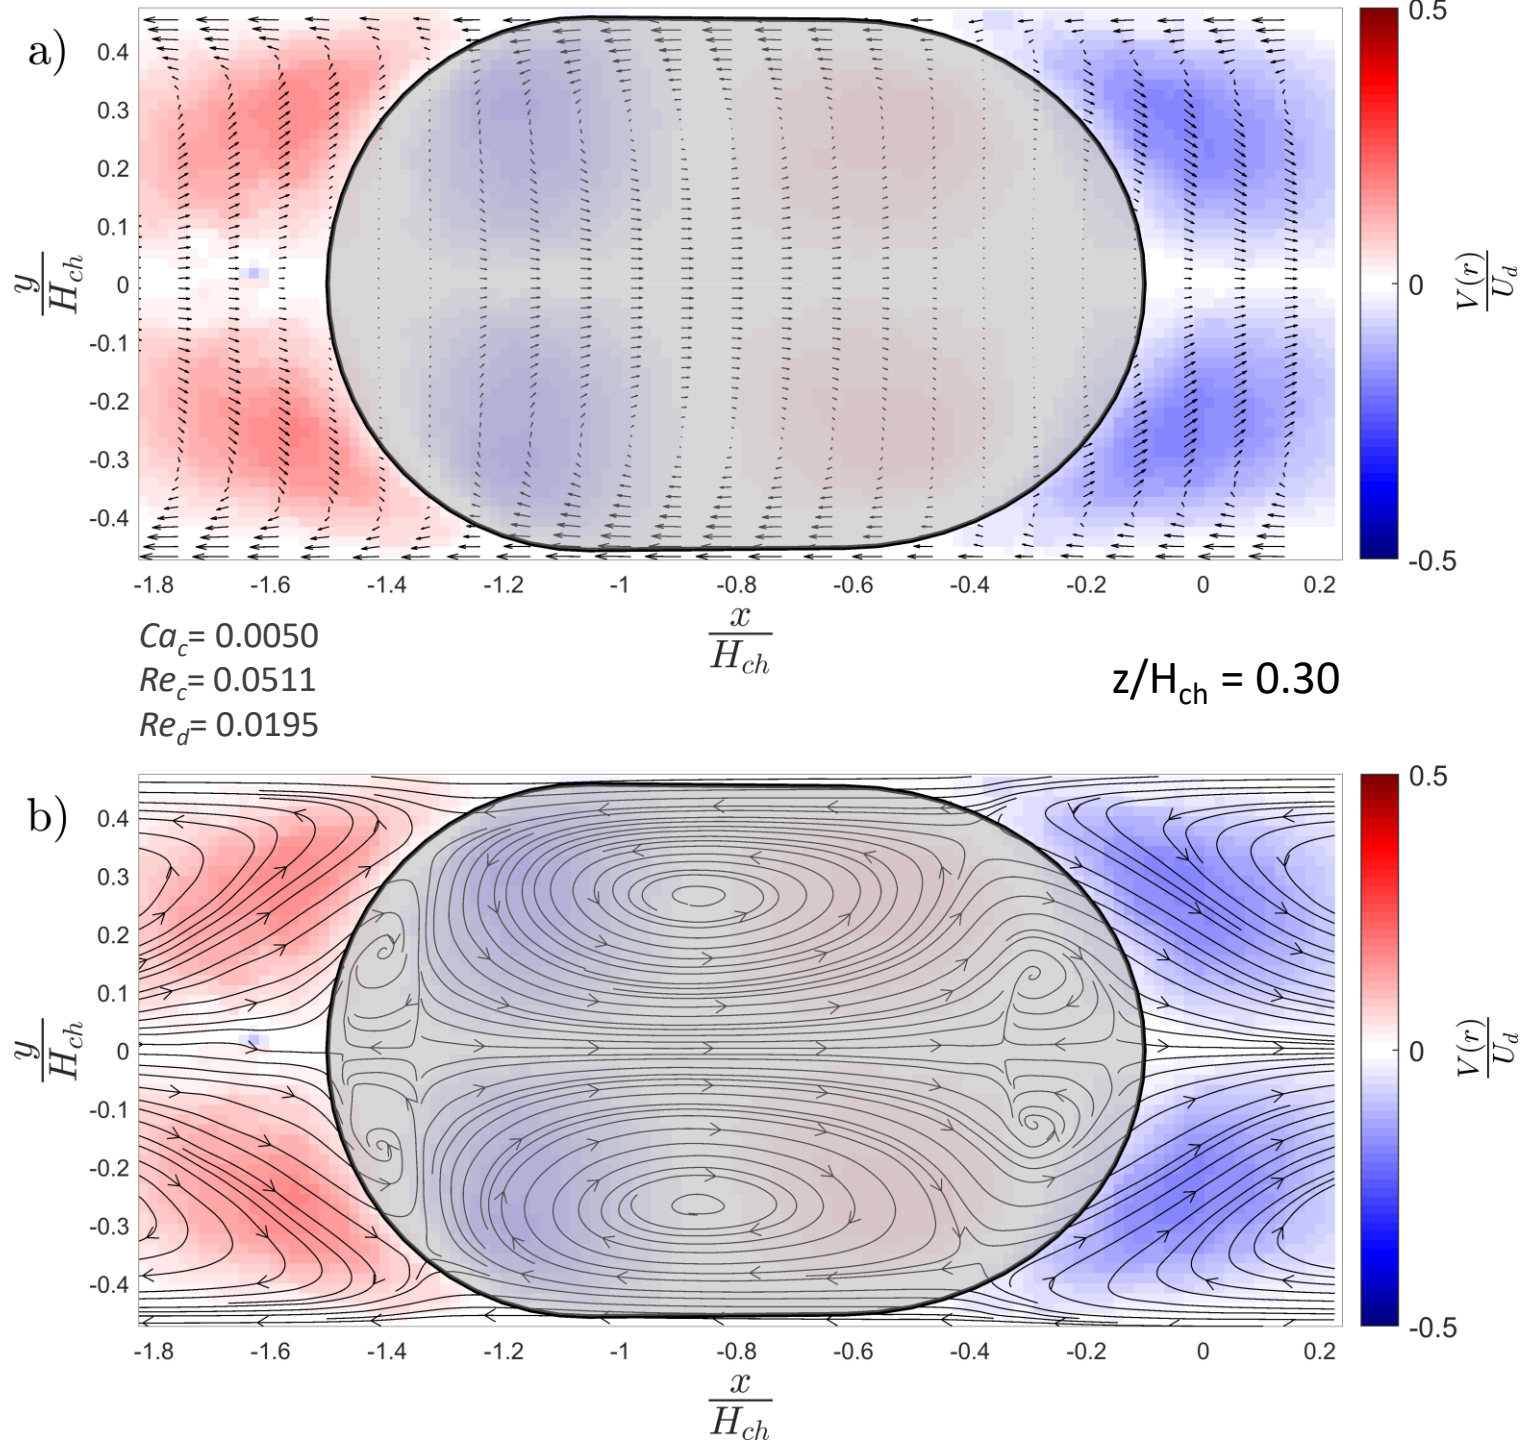 a)
0.4
0.3
0.2
0.1
0
-0.1
-0.2
-0.3
-0.4
y
H_ch
-1.8 -1.6 -1.4 -1.2 -1 -0.8 -0.6 -0.4 -0.2 0 0.2
x
H_ch
0.5
0
-0.5
V(r)
U_d
Ca_c= 0.0050
Re_c= 0.0511
Re_d= 0.0195
z/H_ch = 0.30
b)
0.4
0.3
0.2
0.1
0
-0.1
-0.2
-0.3
-0.4
y
H_ch
-1.8 -1.6 -1.4 -1.2 -1 -0.8 -0.6 -0.4 -0.2 0 0.2
x
H_ch
0.5
0
-0.5
V(r)
U_d